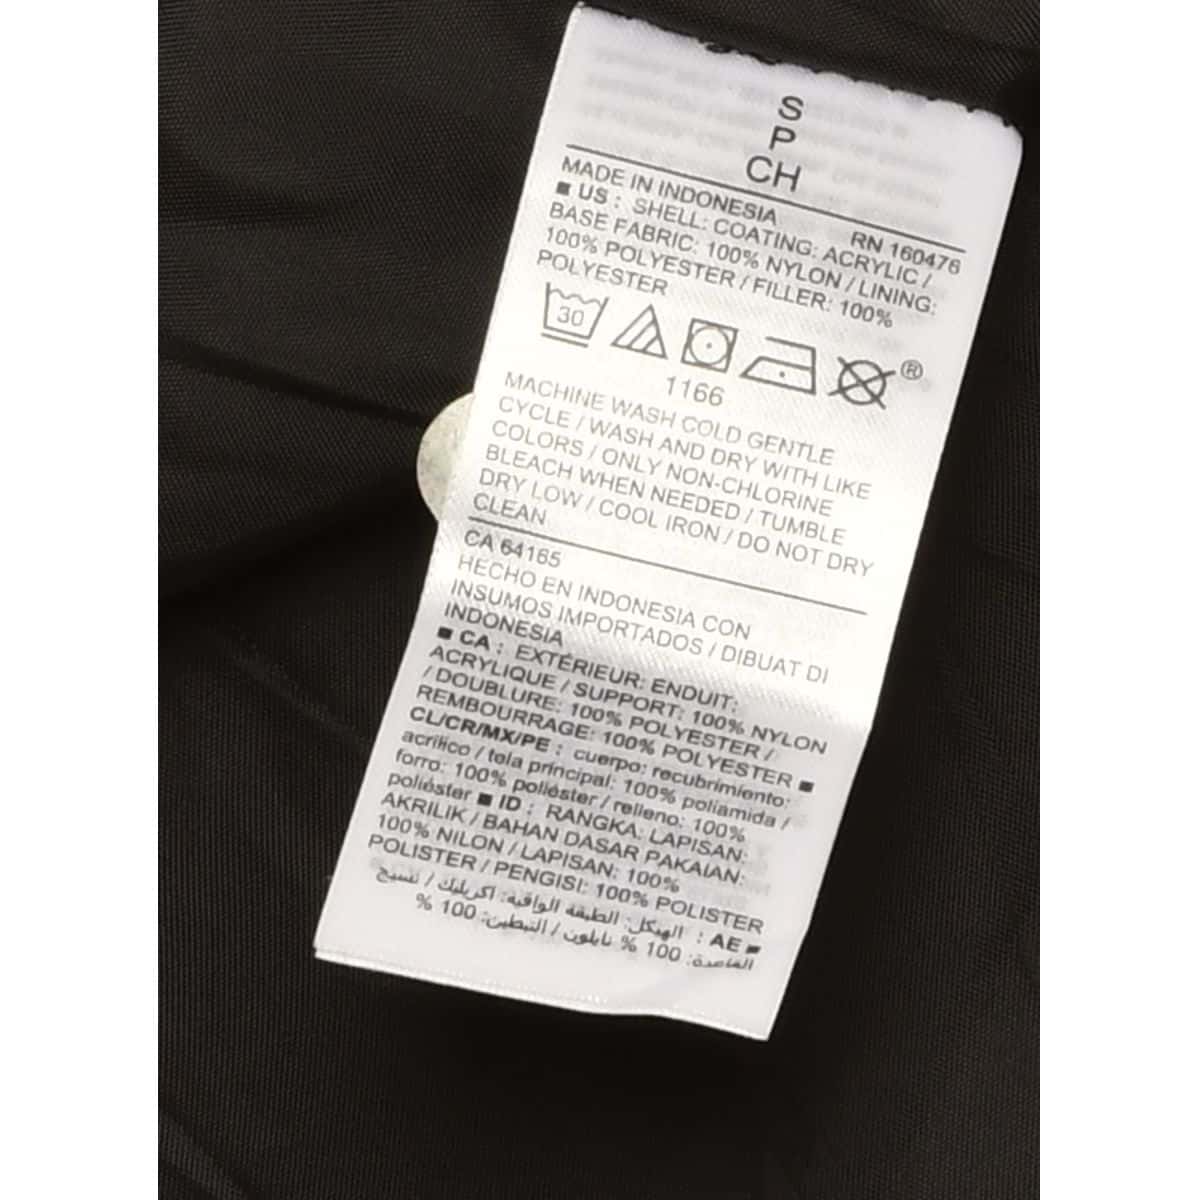 S
P
CH
MADE IN INDONESIA
RN 160476
■ US : SHELL: COATING: ACRYLIC /
BASE FABRIC: 100% NYLON / LINING:
100% POLYESTER / FILLER: 100%
POLYESTER
30
®
1166
MACHINE WASH COLD GENTLE
CYCLE / WASH AND DRY WITH LIKE
COLORS / ONLY NON-CHLORINE
BLEACH WHEN NEEDED / TUMBLE
DRY LOW / COOL IRON / DO NOT DRY
CLEAN
CA 64165
HECHO EN INDONESIA CON
INSUMOS IMPORTADOS / DIBUAT DI
INDONESIA
■ CA : EXTÉRIEUR: ENDUIT:
ACRYLIQUE / SUPPORT: 100% NYLON
/ DOUBLURE: 100% POLYESTER /
REMBOURRAGE: 100% POLYESTER ■
CL/CR/MX/PE : cuerpo: recubrimiento:
acrílico / tela principal: 100% poliamida /
forro: 100% poliéster / relleno: 100%
poliéster ■ ID : RANGKA: LAPISAN:
AKRILIK / BAHAN DASAR PAKAIAN:
100% NILON / LAPISAN: 100%
POLISTER / PENGISI: 100% POLISTER
■ AE : الهيكل: الطبقة الواقية: اكريليك / نسيج
القاعدة: 100 % نايلون / التبطين: 100 %